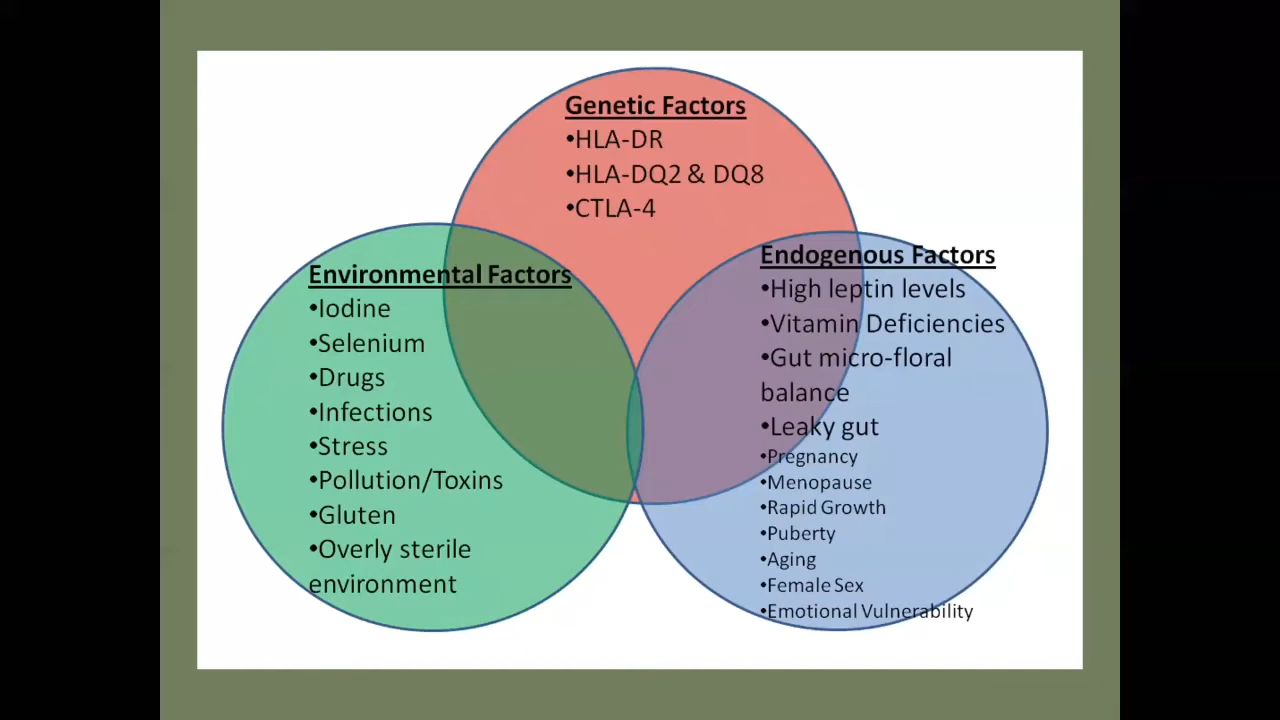 Genetic Factors
•HLA-DR
•HLA-DQ2 & DQ8
•CTLA-4
Environmental Factors
•Iodine
•Selenium
•Drugs
•Infections
•Stress
•Pollution/Toxins
•Gluten
•Overly sterile
environment
Endogenous Factors
•High leptin levels
•Vitamin Deficiencies
•Gut micro-floral
balance
•Leaky gut
•Pregnancy
•Menopause
•Rapid Growth
•Puberty
•Aging
•Female Sex
•Emotional Vulnerability